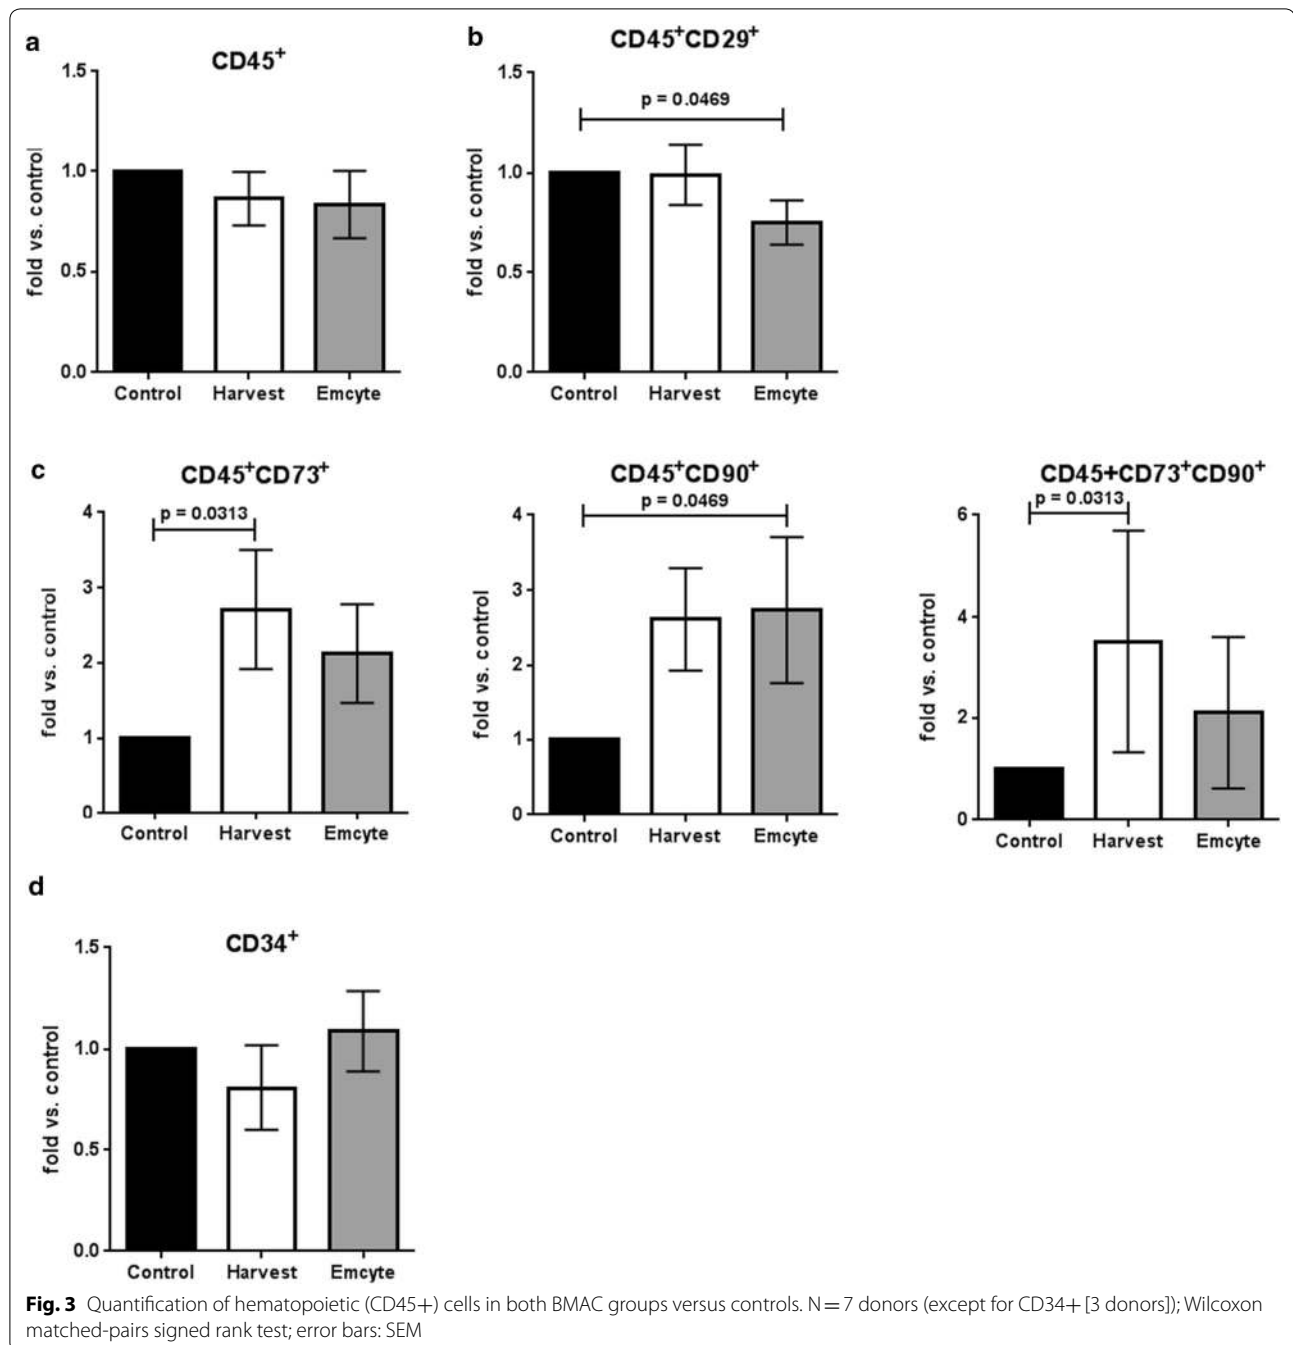 a
CD45+
1.5
1.0
0.5
0.0
fold vs. control
Control Harvest Emcyte
b
CD45+CD29+
p = 0.0469
1.5
1.0
0.5
0.0
fold vs. control
Control Harvest Emcyte
c
CD45+CD73+
p = 0.0313
4
3
2
1
0
fold vs. control
Control Harvest Emcyte
CD45+CD90+
p = 0.0469
4
3
2
1
0
fold vs. control
Control Harvest Emcyte
CD45+CD73+CD90+
p = 0.0313
6
4
2
0
fold vs. control
Control Harvest Emcyte
d
CD34+
1.5
1.0
0.5
0.0
fold vs. control
Control Harvest Emcyte
Fig. 3 Quantification of hematopoietic (CD45+) cells in both BMAC groups versus controls. N = 7 donors (except for CD34+ [3 donors]); Wilcoxon
matched-pairs signed rank test; error bars: SEM